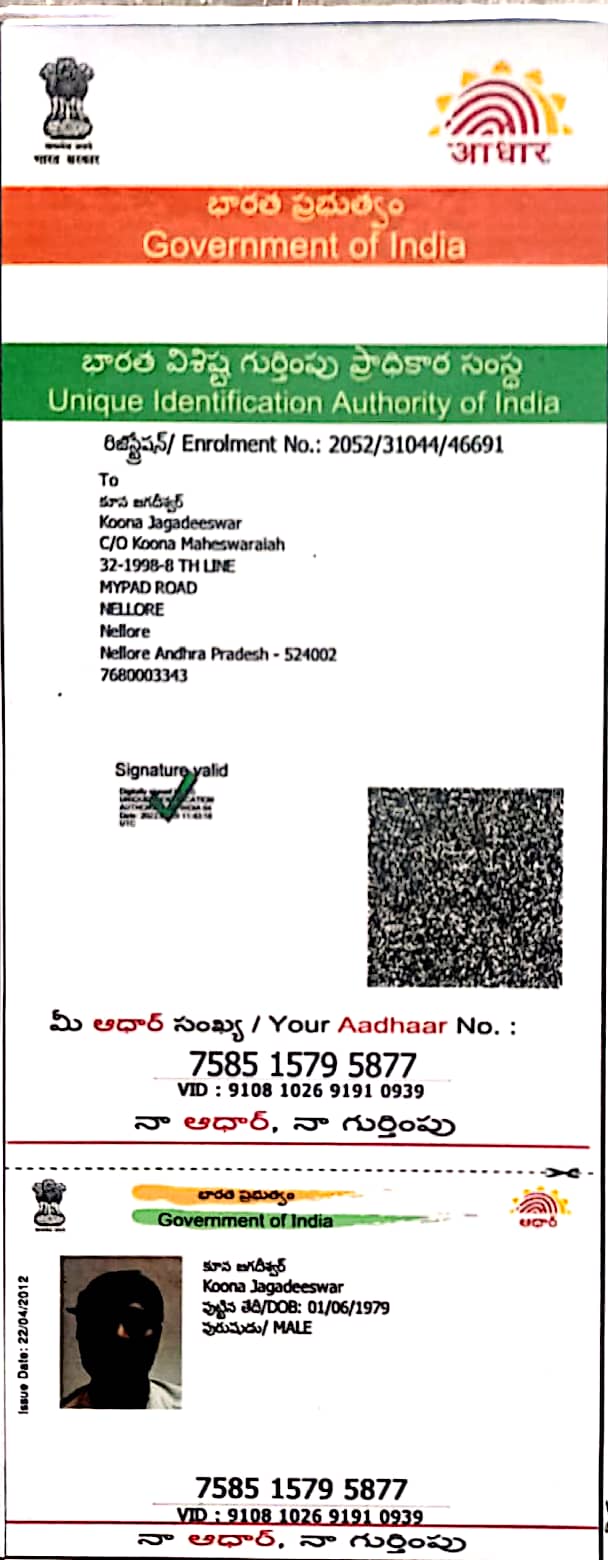 भारत सरकार
आधार
భారత ప్రభుత్వం
Government of India
భారత విశిష్ట గుర్తింపు ప్రాధికార సంస్థ
Unique Identification Authority of India
రిజిస్ట్రేషన్/ Enrolment No.: 2052/31044/46691
To
కూన జగదీశ్వర్
Koona Jagadeeswar
C/O Koona Maheswaraiah
32-1998-8 TH LINE
MYPAD ROAD
NELLORE
Nellore
Nellore Andhra Pradesh - 524002
7680003343
Signature valid
మీ ఆధార్ సంఖ్య / Your Aadhaar No. :
7585 1579 5877
VID : 9108 1026 9191 0939
నా ఆధార్, నా గుర్తింపు
భారత ప్రభుత్వం
Government of India
ఆధార్
Issue Date: 22/04/2012
కూన జగదీశ్వర్
Koona Jagadeeswar
పుట్టిన తేదీ/DOB: 01/06/1979
పురుషుడు/ MALE
7585 1579 5877
VID : 9108 1026 9191 0939
నా ఆధార్, నా గుర్తింపు